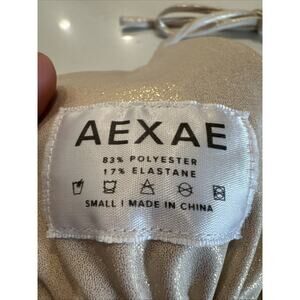 AEXAE
83% POLYESTER
17% ELASTANE
SMALL | MADE IN CHINA